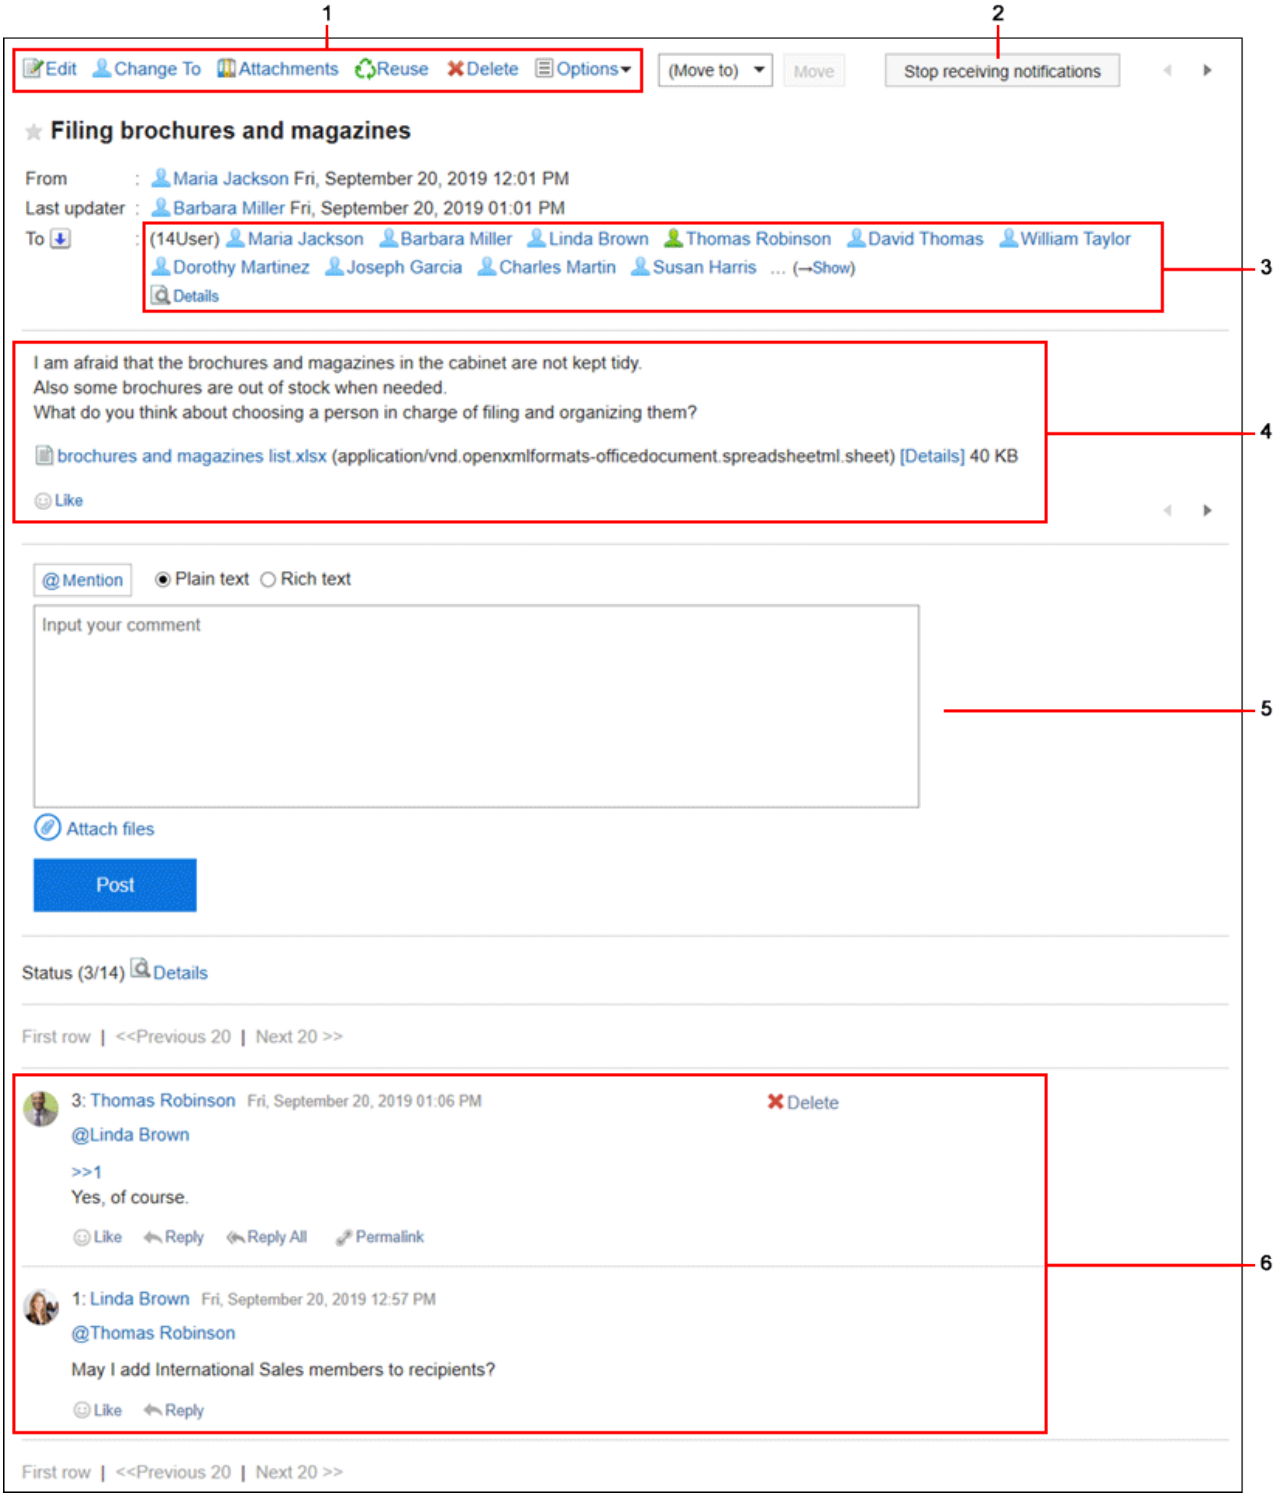 1
2
Edit Change To Attachments Reuse Delete Options (Move to) Move Stop receiving notifications
Filing brochures and magazines
From : Maria Jackson Fri, September 20, 2019 12:01 PM
Last updater : Barbara Miller Fri, September 20, 2019 01:01 PM
To : (14User) Maria Jackson Barbara Miller Linda Brown Thomas Robinson David Thomas William Taylor
Dorothy Martinez Joseph Garcia Charles Martin Susan Harris ... (→Show)
3
Details
I am afraid that the brochures and magazines in the cabinet are not kept tidy.
Also some brochures are out of stock when needed.
What do you think about choosing a person in charge of filing and organizing them?
4
brochures and magazines list.xlsx (application/vnd.openxmlformats-officedocument.spreadsheetml.sheet) [Details] 40 KB
Like
@Mention Plain text Rich text
Input your comment
5
Attach files
Post
Status (3/14) Details
First row | <<Previous 20 | Next 20 >>
3: Thomas Robinson Fri, September 20, 2019 01:06 PM Delete
@Linda Brown
>>1
Yes, of course.
Like Reply Reply All Permalink
6
1: Linda Brown Fri, September 20, 2019 12:57 PM
@Thomas Robinson
May I add International Sales members to recipients?
Like Reply
First row | <<Previous 20 | Next 20 >>